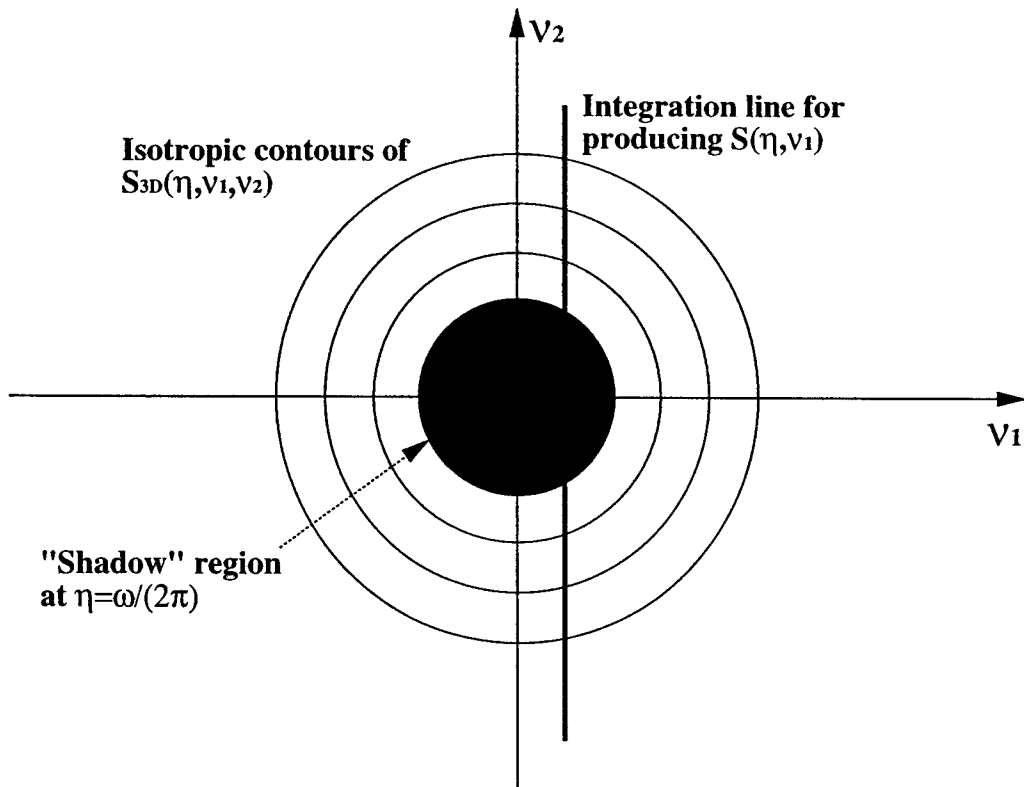 ν2
Integration line for
producing S(η,ν1)
Isotropic contours of
S3D(η,ν1,ν2)
ν1
"Shadow" region
at η=ω/(2π)